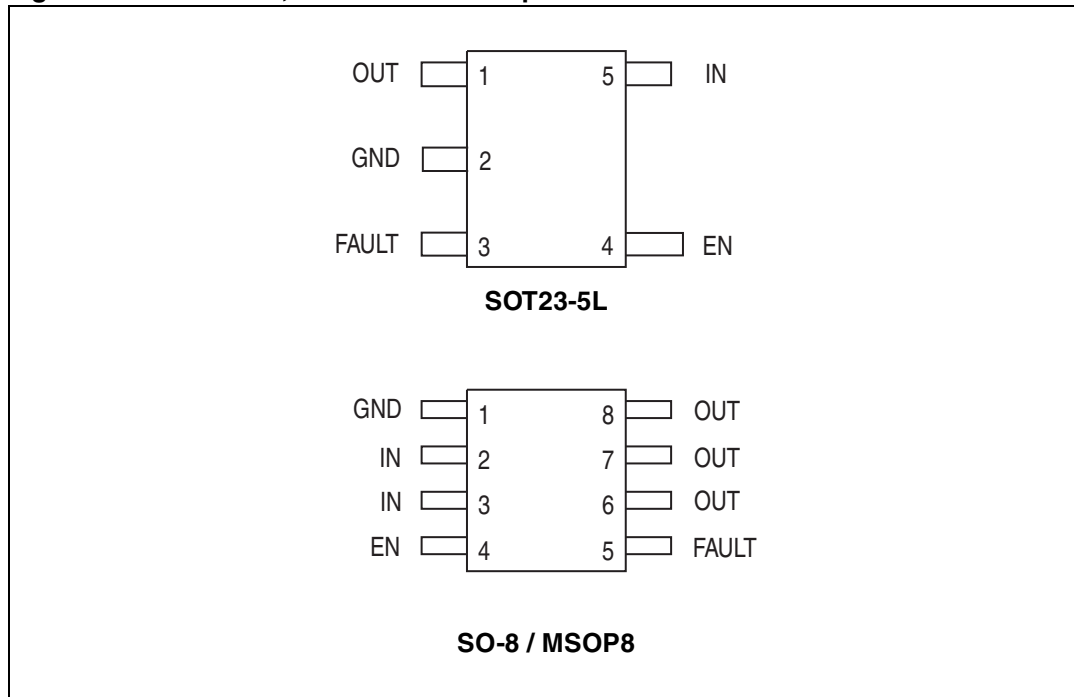 OUT 1 5 IN
GND 2
FAULT 3 4 EN
SOT23-5L
GND 1 8 OUT
IN 2 7 OUT
IN 3 6 OUT
EN 4 5 FAULT
SO-8 / MSOP8